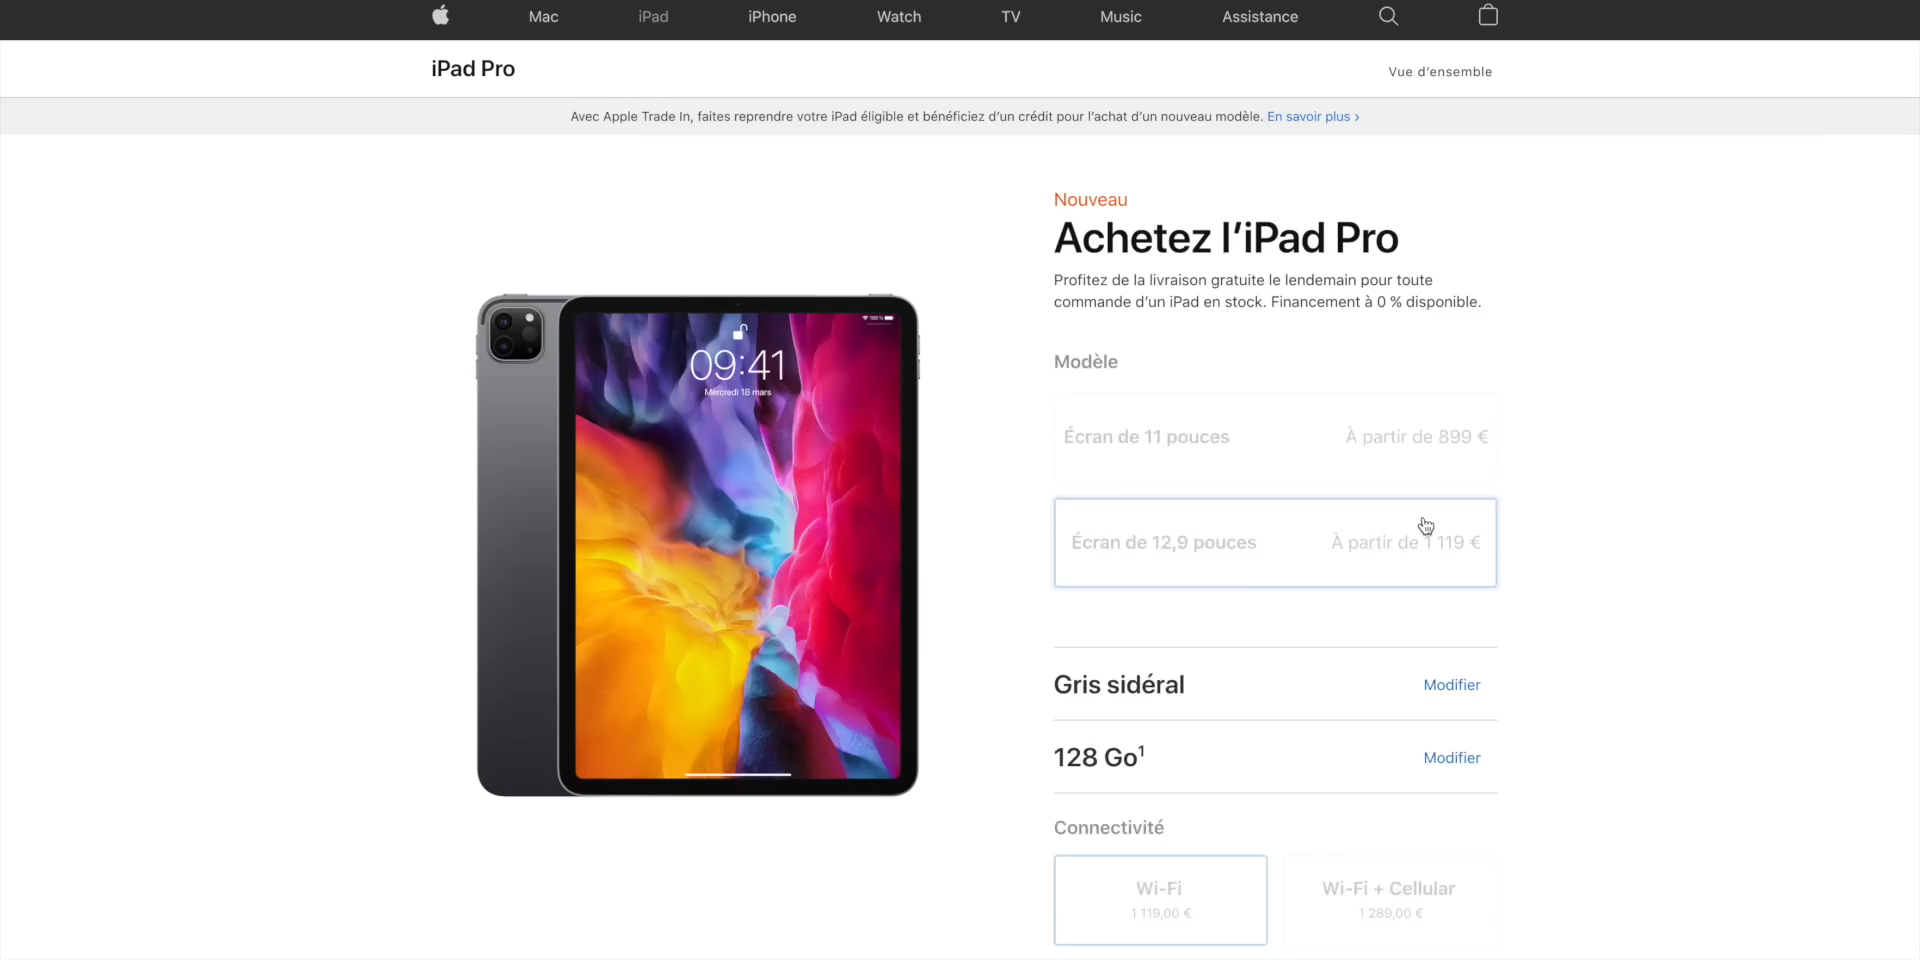 Mac iPad iPhone Watch TV Music Assistance
iPad Pro
Vue d’ensemble
Avec Apple Trade In, faites reprendre votre iPad éligible et bénéficiez d’un crédit pour l’achat d’un nouveau modèle. En savoir plus ›
Nouveau
Achetez l’iPad Pro
Profitez de la livraison gratuite le lendemain pour toute
commande d’un iPad en stock. Financement à 0 % disponible.
100 %
09:41
Mercredi 18 mars
Modèle
Écran de 11 pouces À partir de 899 €
Écran de 12,9 pouces À partir de 1 119 €
Gris sidéral Modifier
128 Go¹ Modifier
Connectivité
Wi-Fi
1 119,00 €
Wi-Fi + Cellular
1 289,00 €